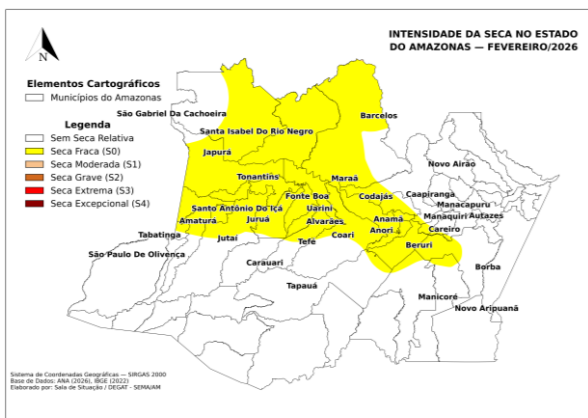 INTENSIDADE DA SECA NO ESTADO
DO AMAZONAS — FEVEREIRO/2026
N
Elementos Cartográficos
Municípios do Amazonas
Legenda
Sem Seca Relativa
Seca Fraca (S0)
Seca Moderada (S1)
Seca Grave (S2)
Seca Extrema (S3)
Seca Excepcional (S4)
São Gabriel Da Cachoeira
Barcelos
Santa Isabel Do Rio Negro
Japurá
Novo Airão
Tonantins
Maraã
Fonte Boa
Codajás
Caapiranga
Manacapuru
Santo Antônio Do Içá
Uarini
Amaturá
Juruá
Alvarães
Anamã
Manaquiri
Autazes
Anori
Careiro
Tabatinga
Jutaí
Tefé
Coari
Beruri
São Paulo De Olivença
Carauari
Borba
Tapauá
Manicoré
Novo Aripuanã
Sistema de Coordenadas Geográficas — SIRGAS 2000
Base de Dados: ANA (2026), IBGE (2022)
Elaborado por: Sala de Situação / DEGAT - SEMA/AM